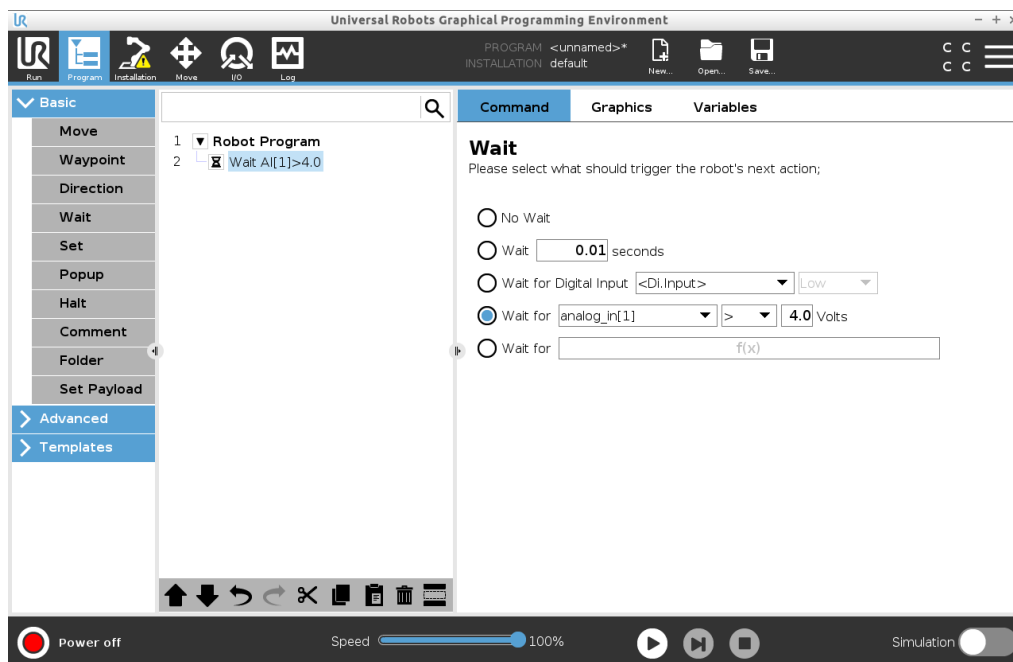 UR Universal Robots Graphical Programming Environment
UR
Run Program Installation Move I/O Log
PROGRAM <unnamed>*
INSTALLATION default
New... Open... Save...
C C
C C
Basic
Move
Waypoint
Direction
Wait
Set
Popup
Halt
Comment
Folder
Set Payload
Advanced
Templates
1 Robot Program
2 Wait AI[1]>4.0
Command Graphics Variables
Wait
Please select what should trigger the robot's next action;
No Wait
Wait 0.01 seconds
Wait for Digital Input <Di.Input> Low
Wait for analog_in[1] > 4.0 Volts
Wait for f(x)
Power off
Speed 100%
Simulation